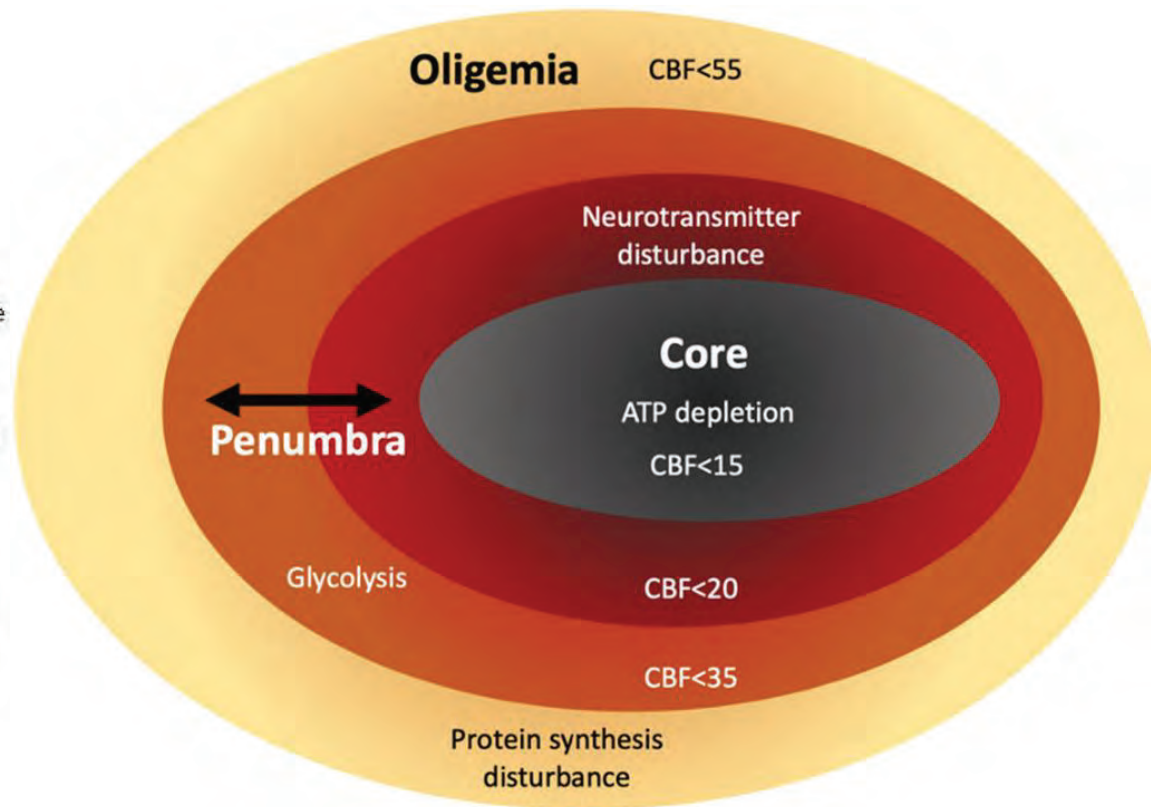 Oligemia CBF<55
Neurotransmitter
disturbance
e
Core
ATP depletion
Penumbra
CBF<15
Glycolysis
CBF<20
CBF<35
Protein synthesis
disturbance